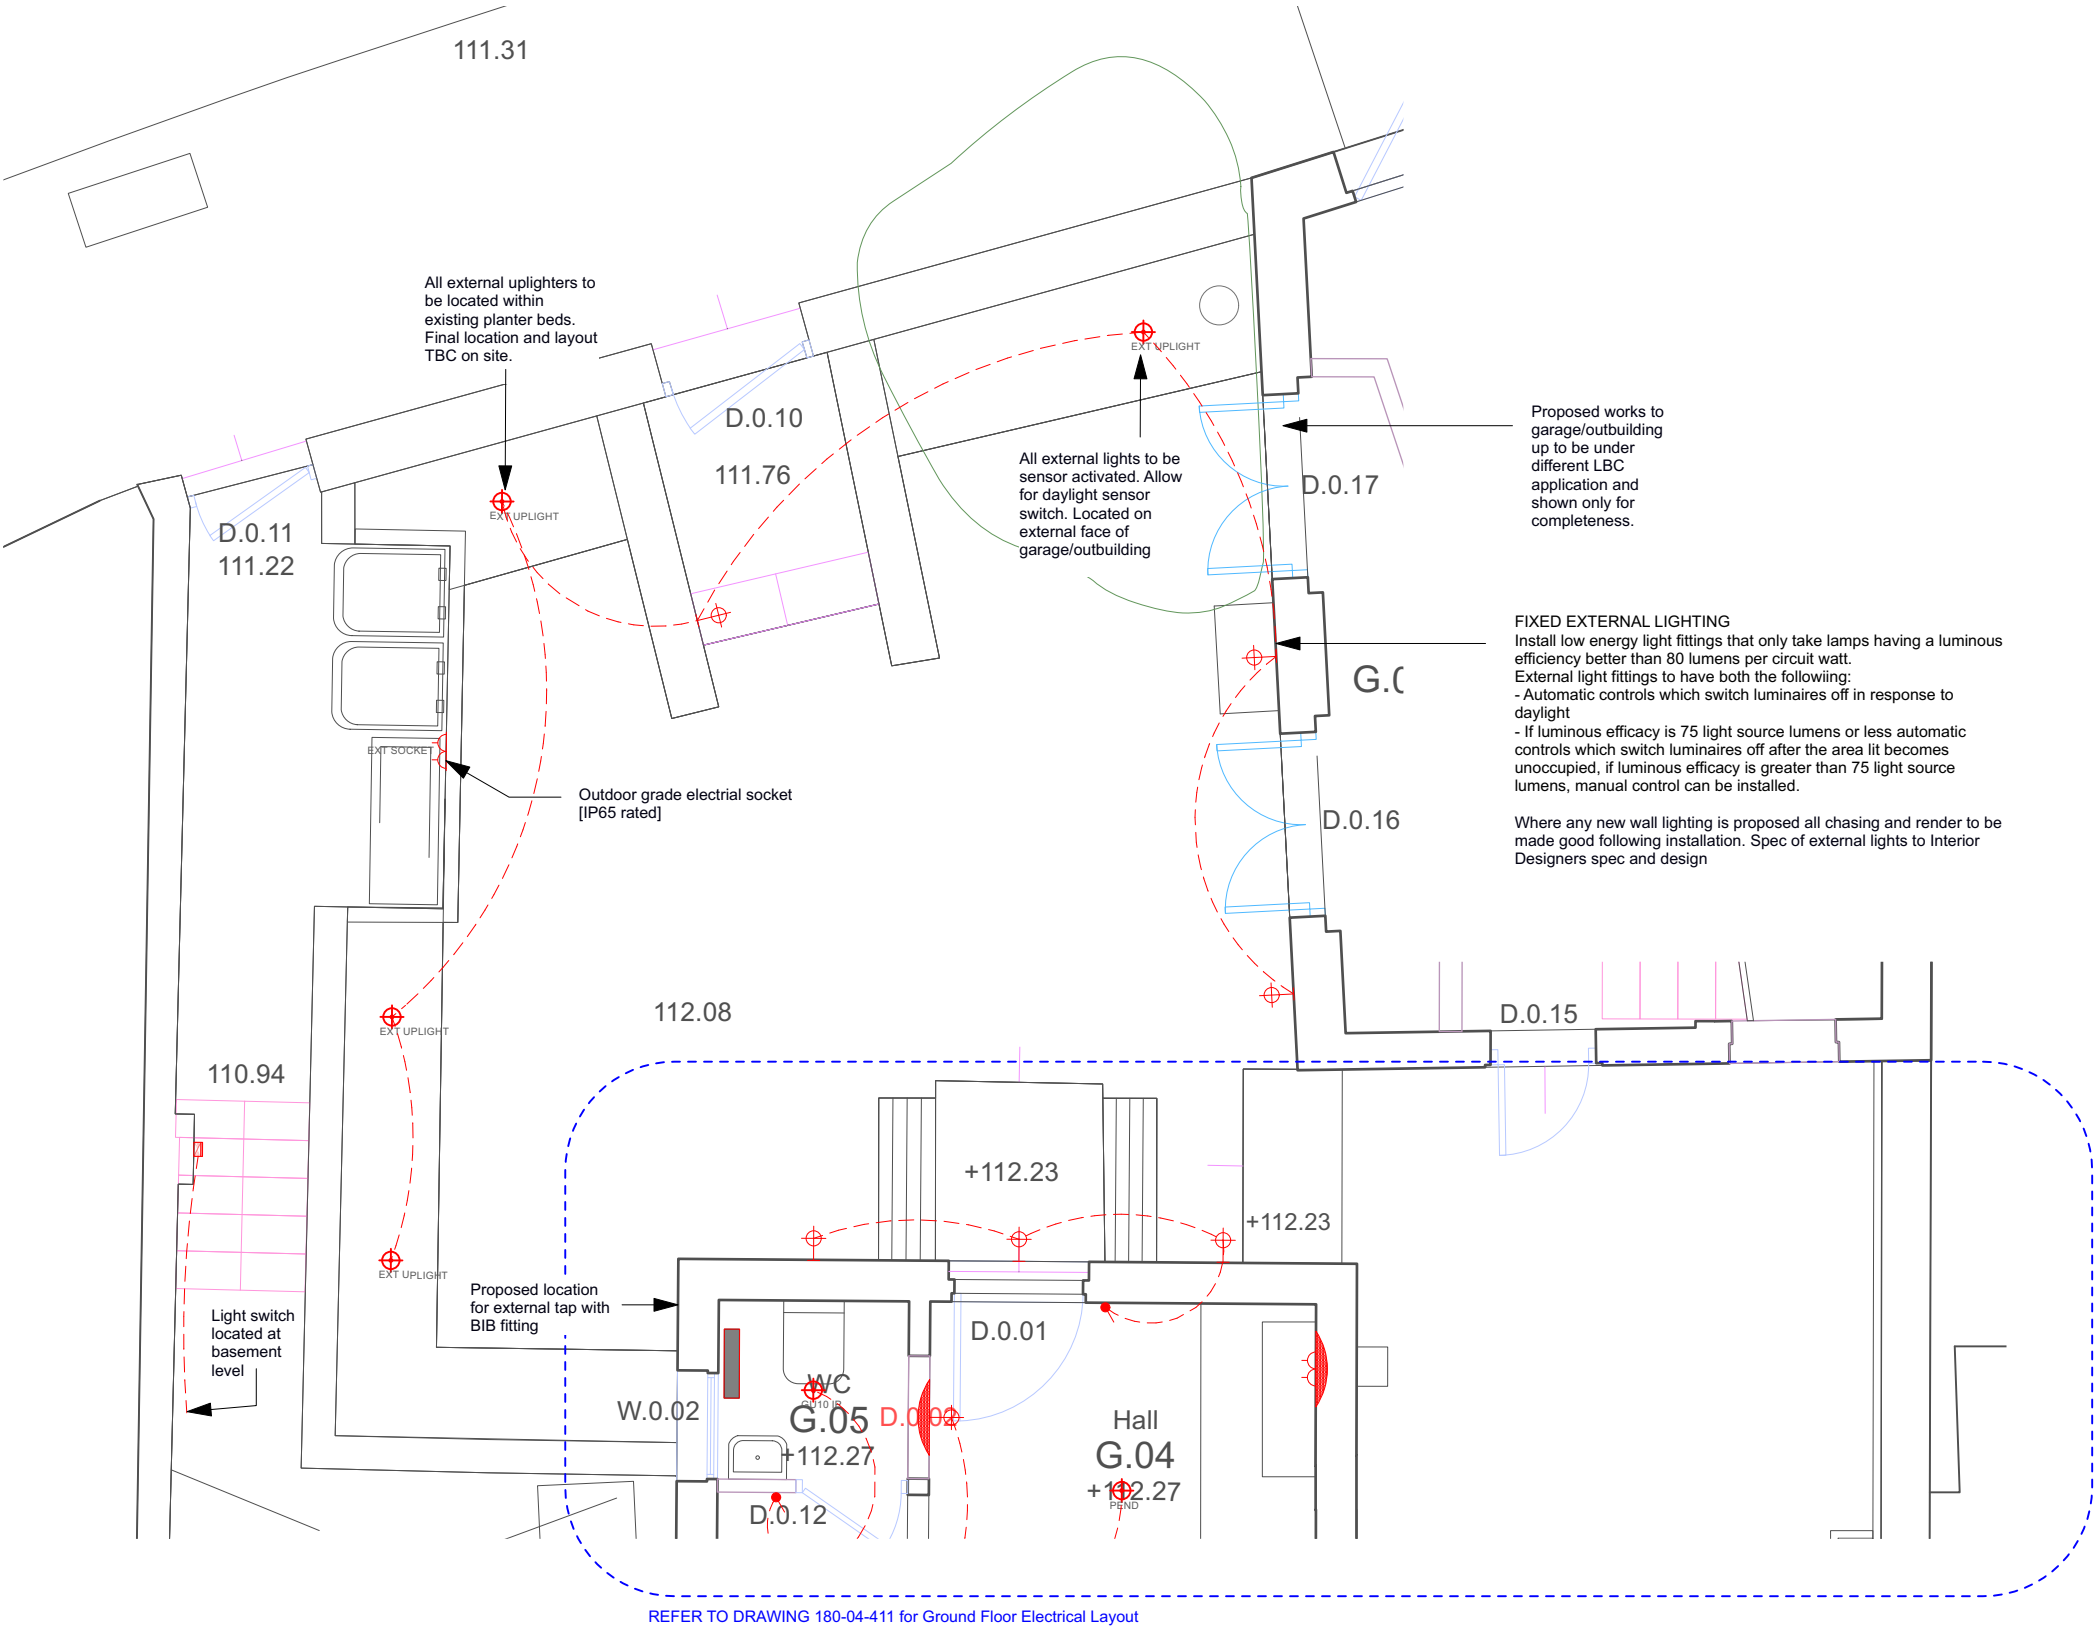 111.31
All external uplighters to
be located within
existing planter beds.
Final location and layout
TBC on site.
EXT UPLIGHT
D.0.10
111.76
EXT UPLIGHT
D.0.11
111.22
All external lights to be
sensor activated. Allow
for daylight sensor
switch. Located on
external face of
garage/outbuilding
D.0.17
Proposed works to
garage/outbuilding
up to be under
different LBC
application and
shown only for
completeness.
FIXED EXTERNAL LIGHTING
Install low energy light fittings that only take lamps having a luminous
efficiency better than 80 lumens per circuit watt.
External light fittings to have both the followiing:
- Automatic controls which switch luminaires off in response to
daylight
- If luminous efficacy is 75 light source lumens or less automatic
controls which switch luminaires off after the area lit becomes
unoccupied, if luminous efficacy is greater than 75 light source
lumens, manual control can be installed.
Where any new wall lighting is proposed all chasing and render to be
made good following installation. Spec of external lights to Interior
Designers spec and design
EXT SOCKET
Outdoor grade electrial socket
[IP65 rated]
D.0.16
112.08
D.0.15
EXT UPLIGHT
110.94
+112.23
+112.23
EXT UPLIGHT
Proposed location
for external tap with
BIB fitting
Light switch
located at
basement
level
D.0.01
WC
GU10 IP
G.05
+112.27
W.0.02
D.0.02
Hall
G.04
+112.27
PEND
D.0.12
REFER TO DRAWING 180-04-411 for Ground Floor Electrical Layout